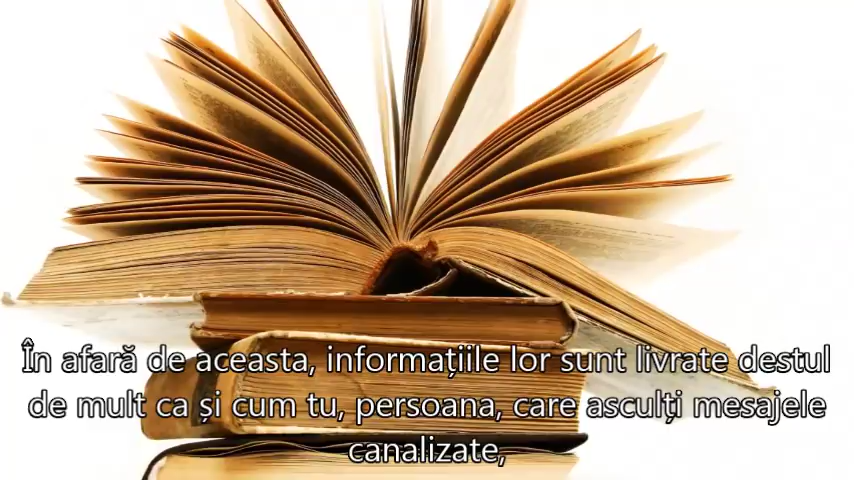 În afară de aceasta, informațiile lor sunt livrate destul
de mult ca și cum tu, persoana, care asculți mesajele
canalizate,